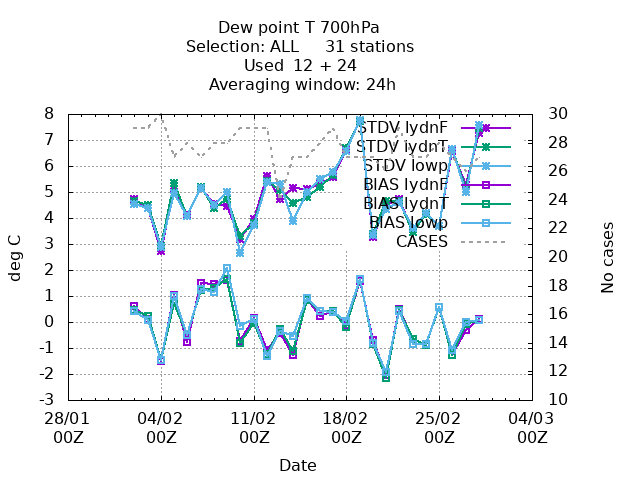 Dew point T 700hPa
Selection: ALL 31 stations
Used 12 + 24
Averaging window: 24h
8
7
6
5
4
3
2
1
0
-1
-2
-3
deg C
30
28
26
24
22
20
18
16
14
12
10
No cases
STDV lydnF
STDV lydnT
STDV lowp
BIAS lydnF
BIAS lydnT
BIAS lowp
CASES
28/01 04/02 11/02 18/02 25/02 04/03
00Z 00Z 00Z 00Z 00Z 00Z
Date